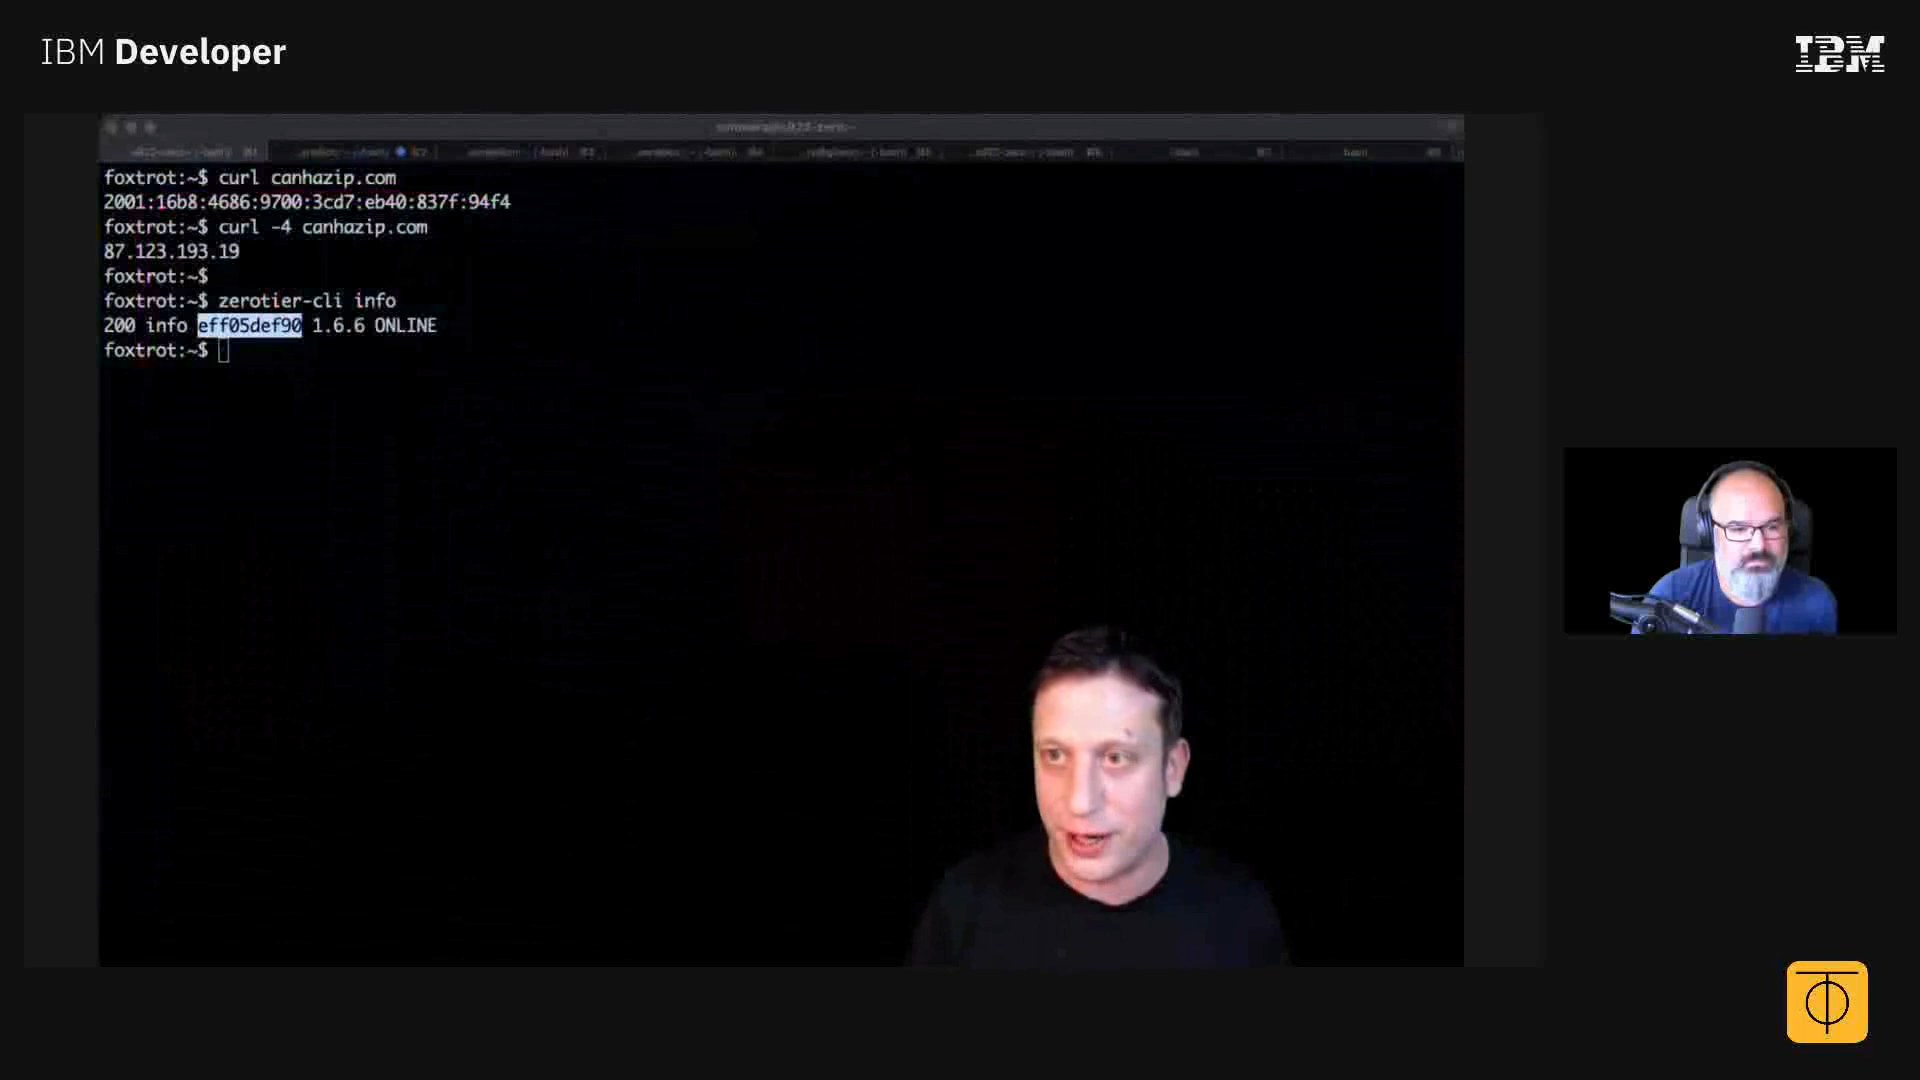 IBM Developer
IBM
foxtrot:~$ curl canhazip.com
2001:16b8:4686:9700:3cd7:eb40:837f:94f4
foxtrot:~$ curl -4 canhazip.com
87.123.193.19
foxtrot:~$
foxtrot:~$ zerotier-cli info
200 info eff05def90 1.6.6 ONLINE
foxtrot:~$